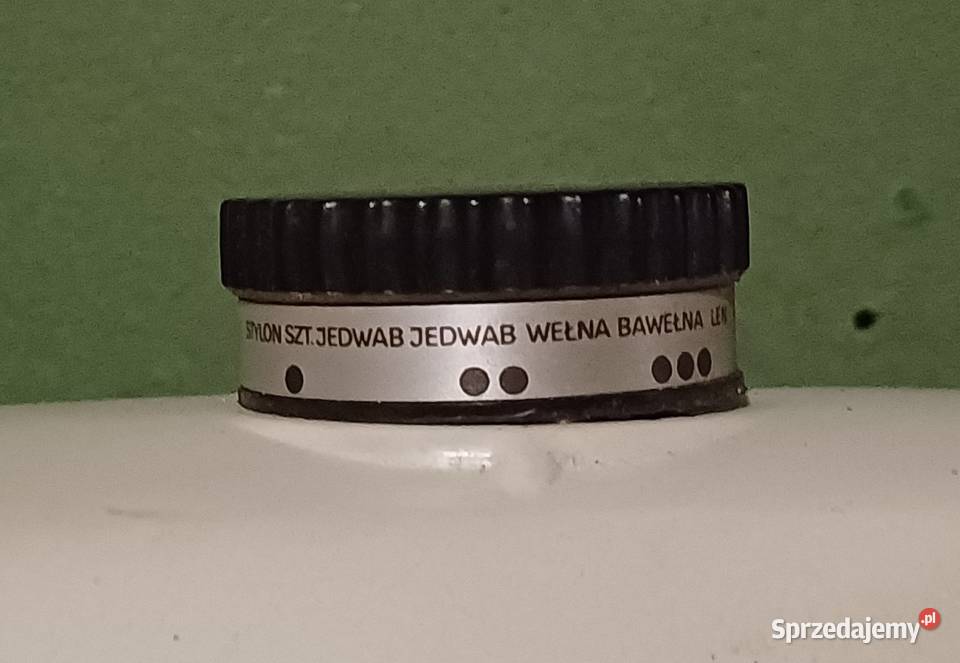 STYLON SZT. JEDWAB JEDWAB WEŁNA BAWEŁNA LEN
Sprzedajemy.pl